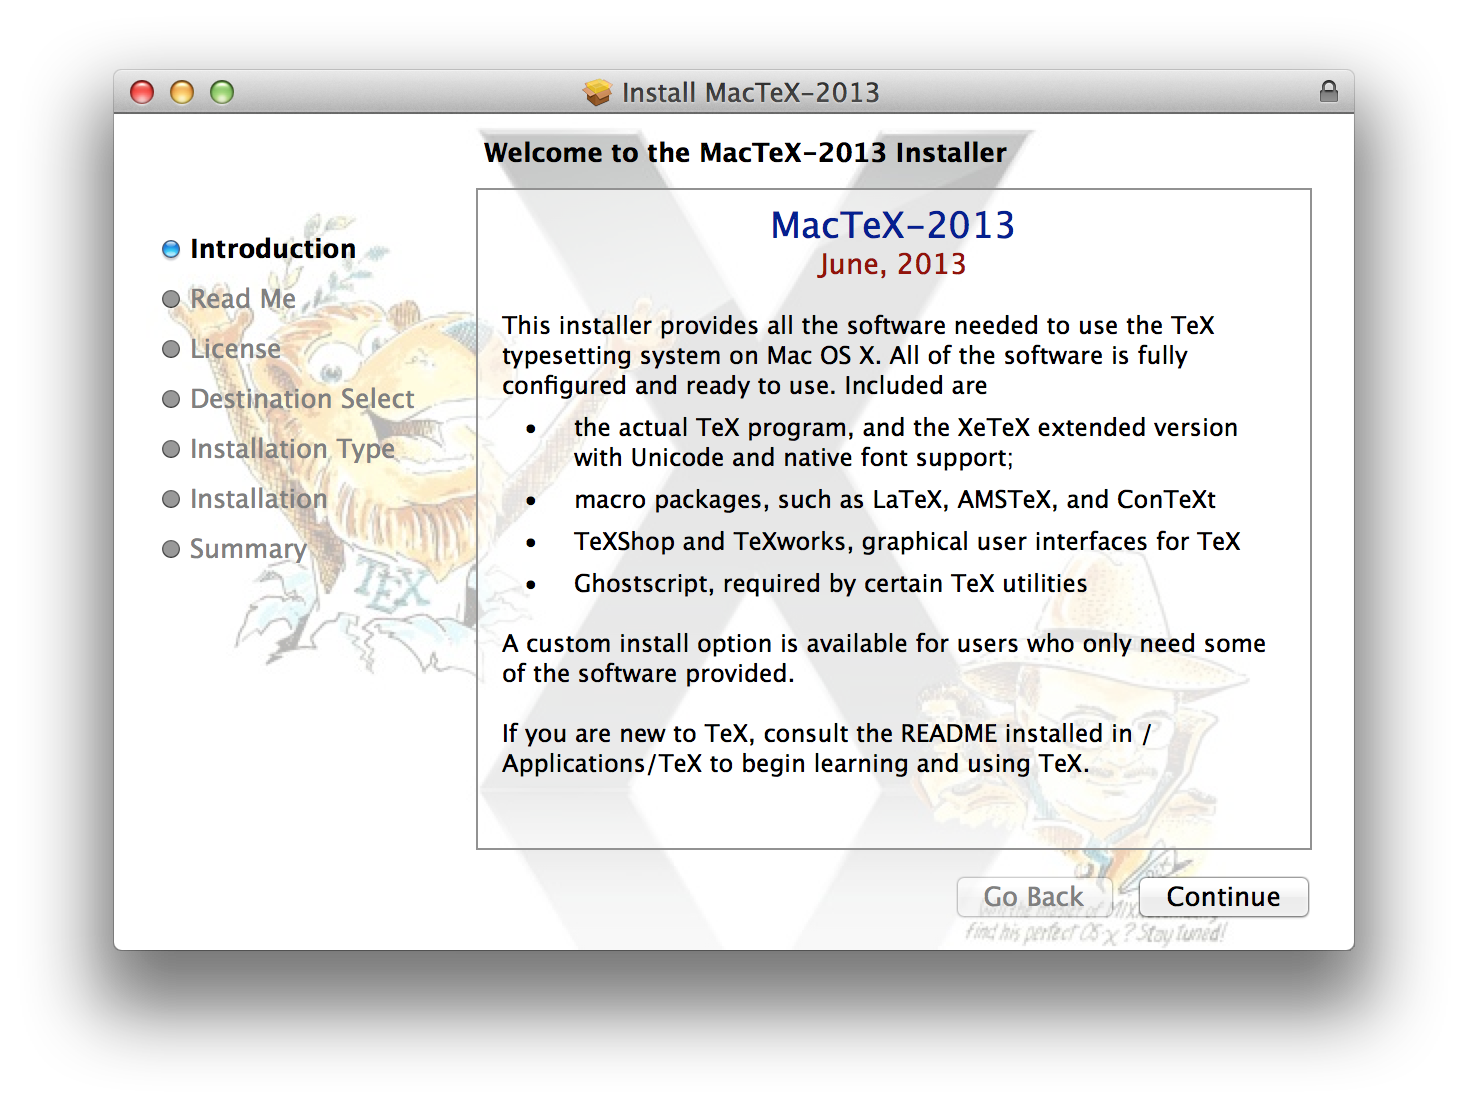 Install MacTeX-2013
Welcome to the MacTeX-2013 Installer
Introduction
Read Me
License
Destination Select
Installation Type
Installation
Summary
TEX
MacTeX-2013
June, 2013
This installer provides all the software needed to use the TeX
typesetting system on Mac OS X. All of the software is fully
configured and ready to use. Included are
• the actual TeX program, and the XeTeX extended version
with Unicode and native font support;
• macro packages, such as LaTeX, AMSTeX, and ConTeXt
• TeXShop and TeXworks, graphical user interfaces for TeX
• Ghostscript, required by certain TeX utilities
A custom install option is available for users who only need some
of the software provided.
If you are new to TeX, consult the README installed in /
Applications/TeX to begin learning and using TeX.
Go Back
Continue
master of
find his perfect OS-X? Stay tuned!